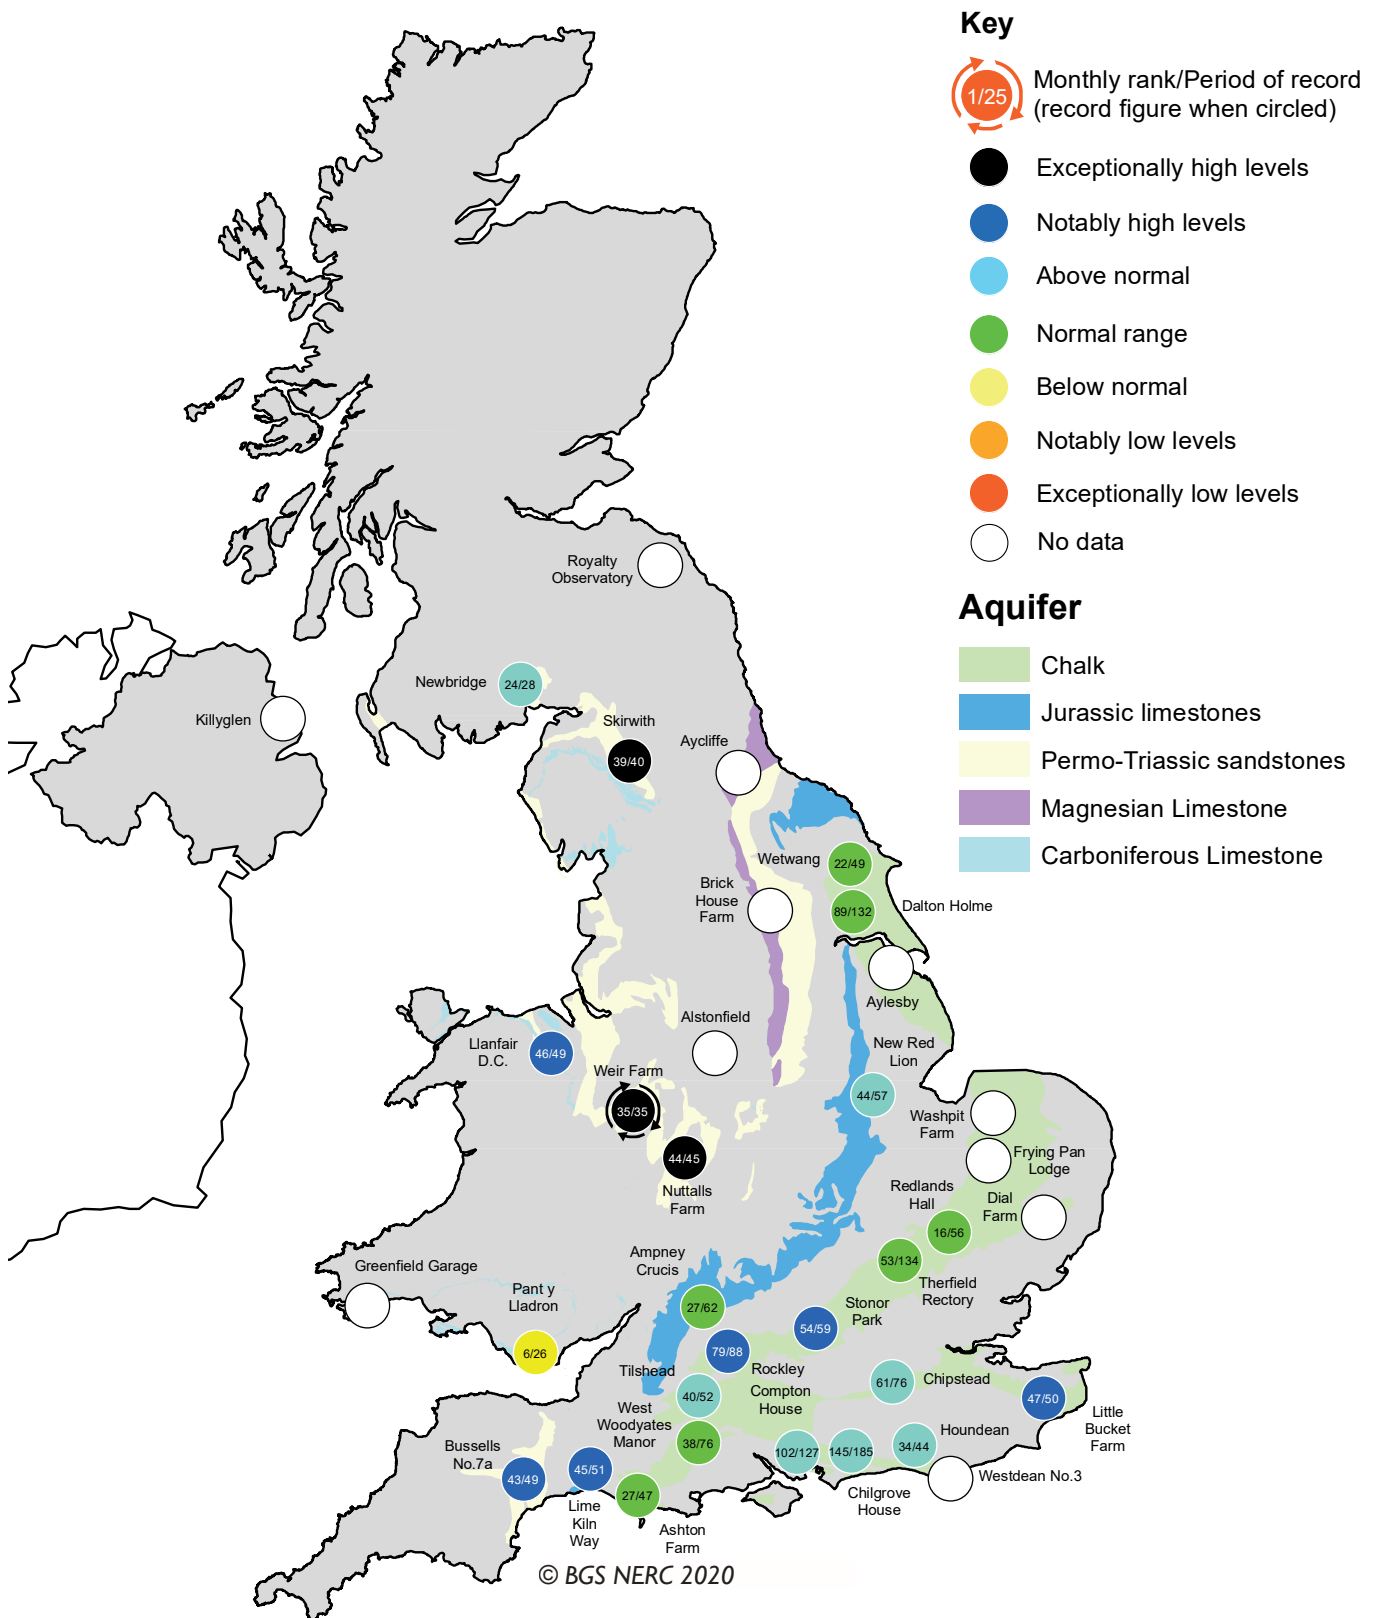 Key
1/25
Monthly rank/Period of record
(record figure when circled)
Exceptionally high levels
Notably high levels
Above normal
Normal range
Below normal
Notably low levels
Exceptionally low levels
No data
Aquifer
Chalk
Jurassic limestones
Permo-Triassic sandstones
Magnesian Limestone
Carboniferous Limestone
Royalty
Observatory
Newbridge
24/28
Killyglen
Skirwith
39/40
Aycliffe
Wetwang
22/49
Brick
House
Farm
89/132
Dalton Holme
Aylesby
Alstonfield
Llanfair
D.C.
46/49
New Red
Lion
44/57
Weir Farm
35/35
Washpit
Farm
44/45
Nuttalls
Farm
Frying Pan
Lodge
Redlands
Hall
16/56
Dial
Farm
Ampney
Crucis
27/62
53/134
Therfield
Rectory
Greenfield Garage
Pant y
Lladron
6/26
Stonor
Park
54/59
79/88
Rockley
Tilshead
40/52
Compton
House
61/76
Chipstead
47/50
Little
Bucket
Farm
West
Woodyates
Manor
38/76
102/127
145/185
34/44
Houndean
Bussells
No.7a
43/49
45/51
Lime
Kiln
Way
27/47
Ashton
Farm
Chilgrove
House
Westdean No.3
© BGS NERC 2020